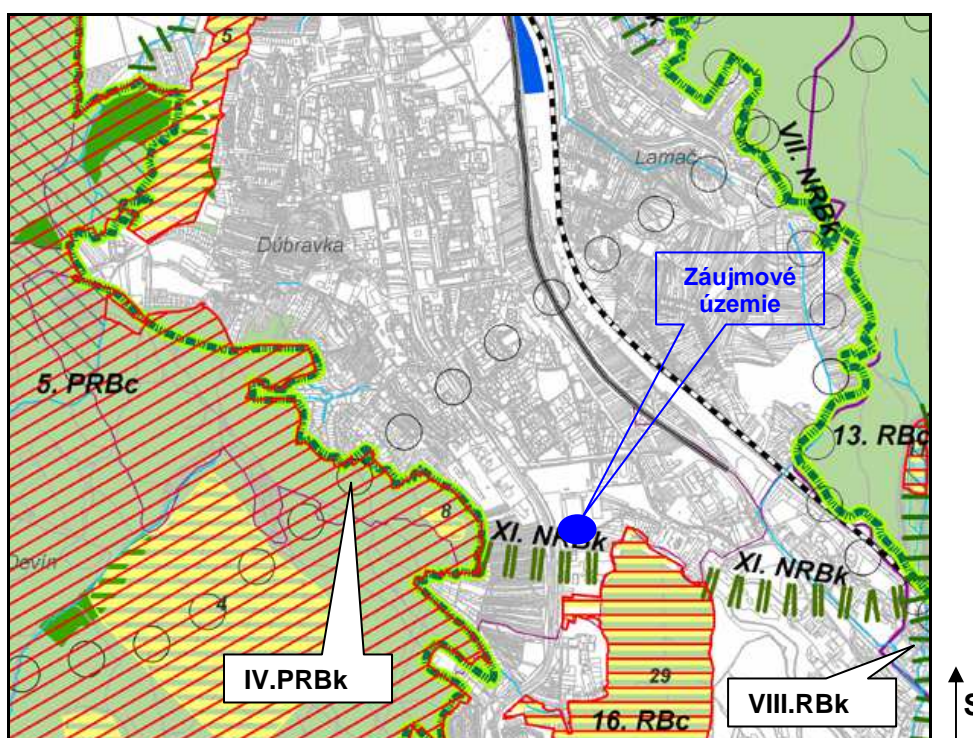 5
Lamač
VII. NRBk
Dúbravka
Záujmové
územie
5. PRBc
13. RBc
8
XI. NRBk
Devín
XI. NRBk
4
IV.PRBk
29
VIII.RBk
16. RBc
S